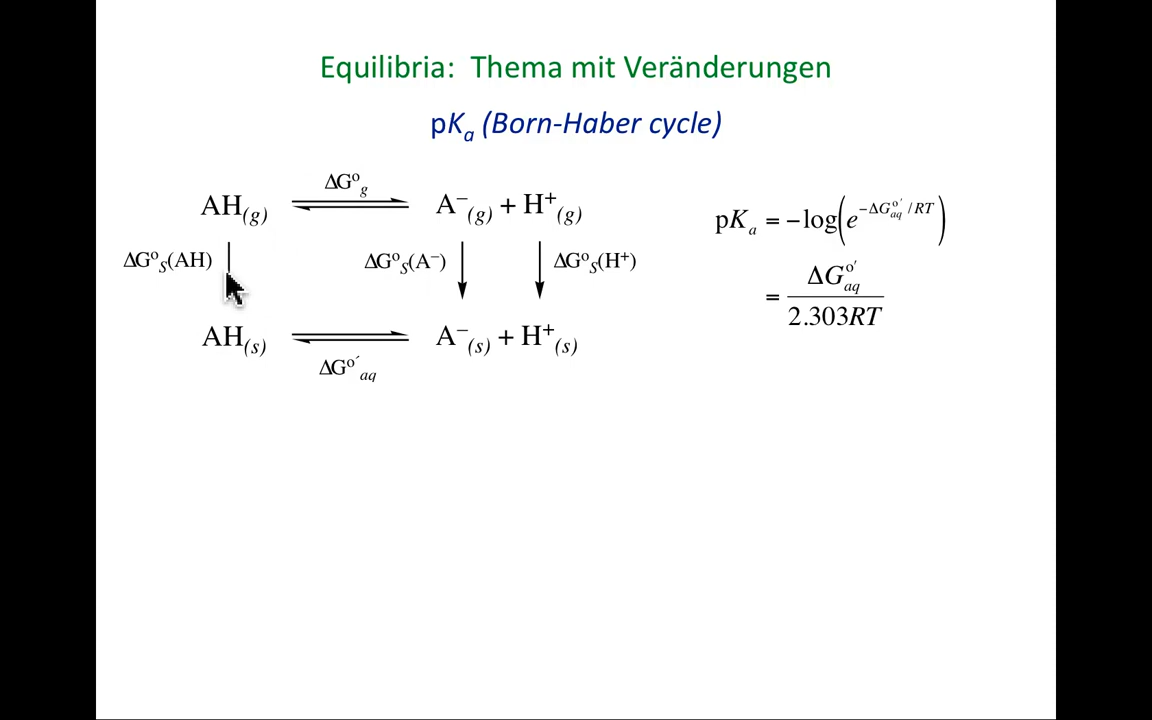 Equilibria: Thema mit Veränderungen
pKₐ (Born-Haber cycle)
ΔG°g
AH(g) ⇌ A⁻(g) + H⁺(g)
ΔG°S(AH) ΔG°S(A⁻) ΔG°S(H⁺)
AH(s) ⇌ A⁻(s) + H⁺(s)
ΔG°′aq
pKₐ = −log(e^(−ΔG°′aq /RT))
= ΔG°′aq / 2.303RT